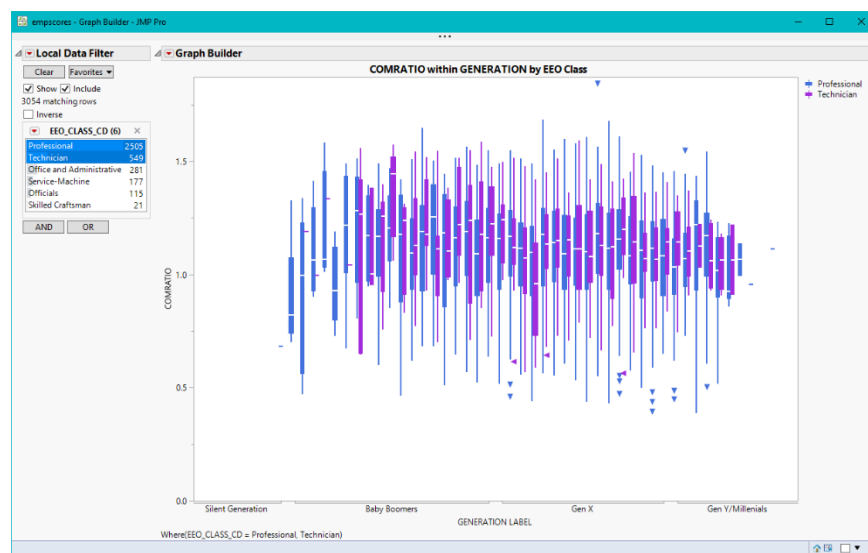 empscores - Graph Builder - JMP Pro
Local Data Filter
Clear Favorites
Show Include
3054 matching rows
Inverse
EEO_CLASS_CD (6)
Professional 2505
Technician 549
Office and Administrative 281
Service-Machine 177
Officials 115
Skilled Craftsman 21
AND OR
Graph Builder
COMRATIO within GENERATION by EEO Class
Professional
Technician
COMRATIO
1.5
1.0
0.5
0.0
Silent Generation Baby Boomers Gen X Gen Y/Millenials
GENERATION LABEL
Where(EEO_CLASS_CD = Professional, Technician)